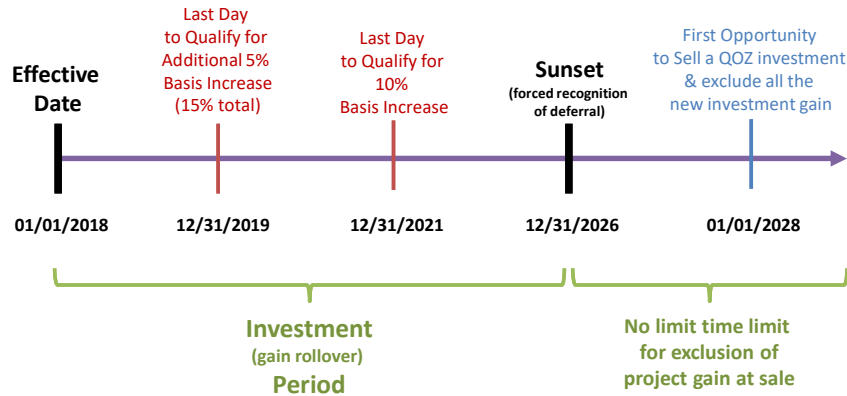 Effective
Date
01/01/2018
Last Day
to Qualify for
Additional 5%
Basis Increase
(15% total)
12/31/2019
Last Day
to Qualify for
10%
Basis Increase
12/31/2021
Sunset
(forced recognition
of deferral)
12/31/2026
First Opportunity
to Sell a QOZ investment
& exclude all the
new investment gain
01/01/2028
Investment
(gain rollover)
Period
No limit time limit
for exclusion of
project gain at sale